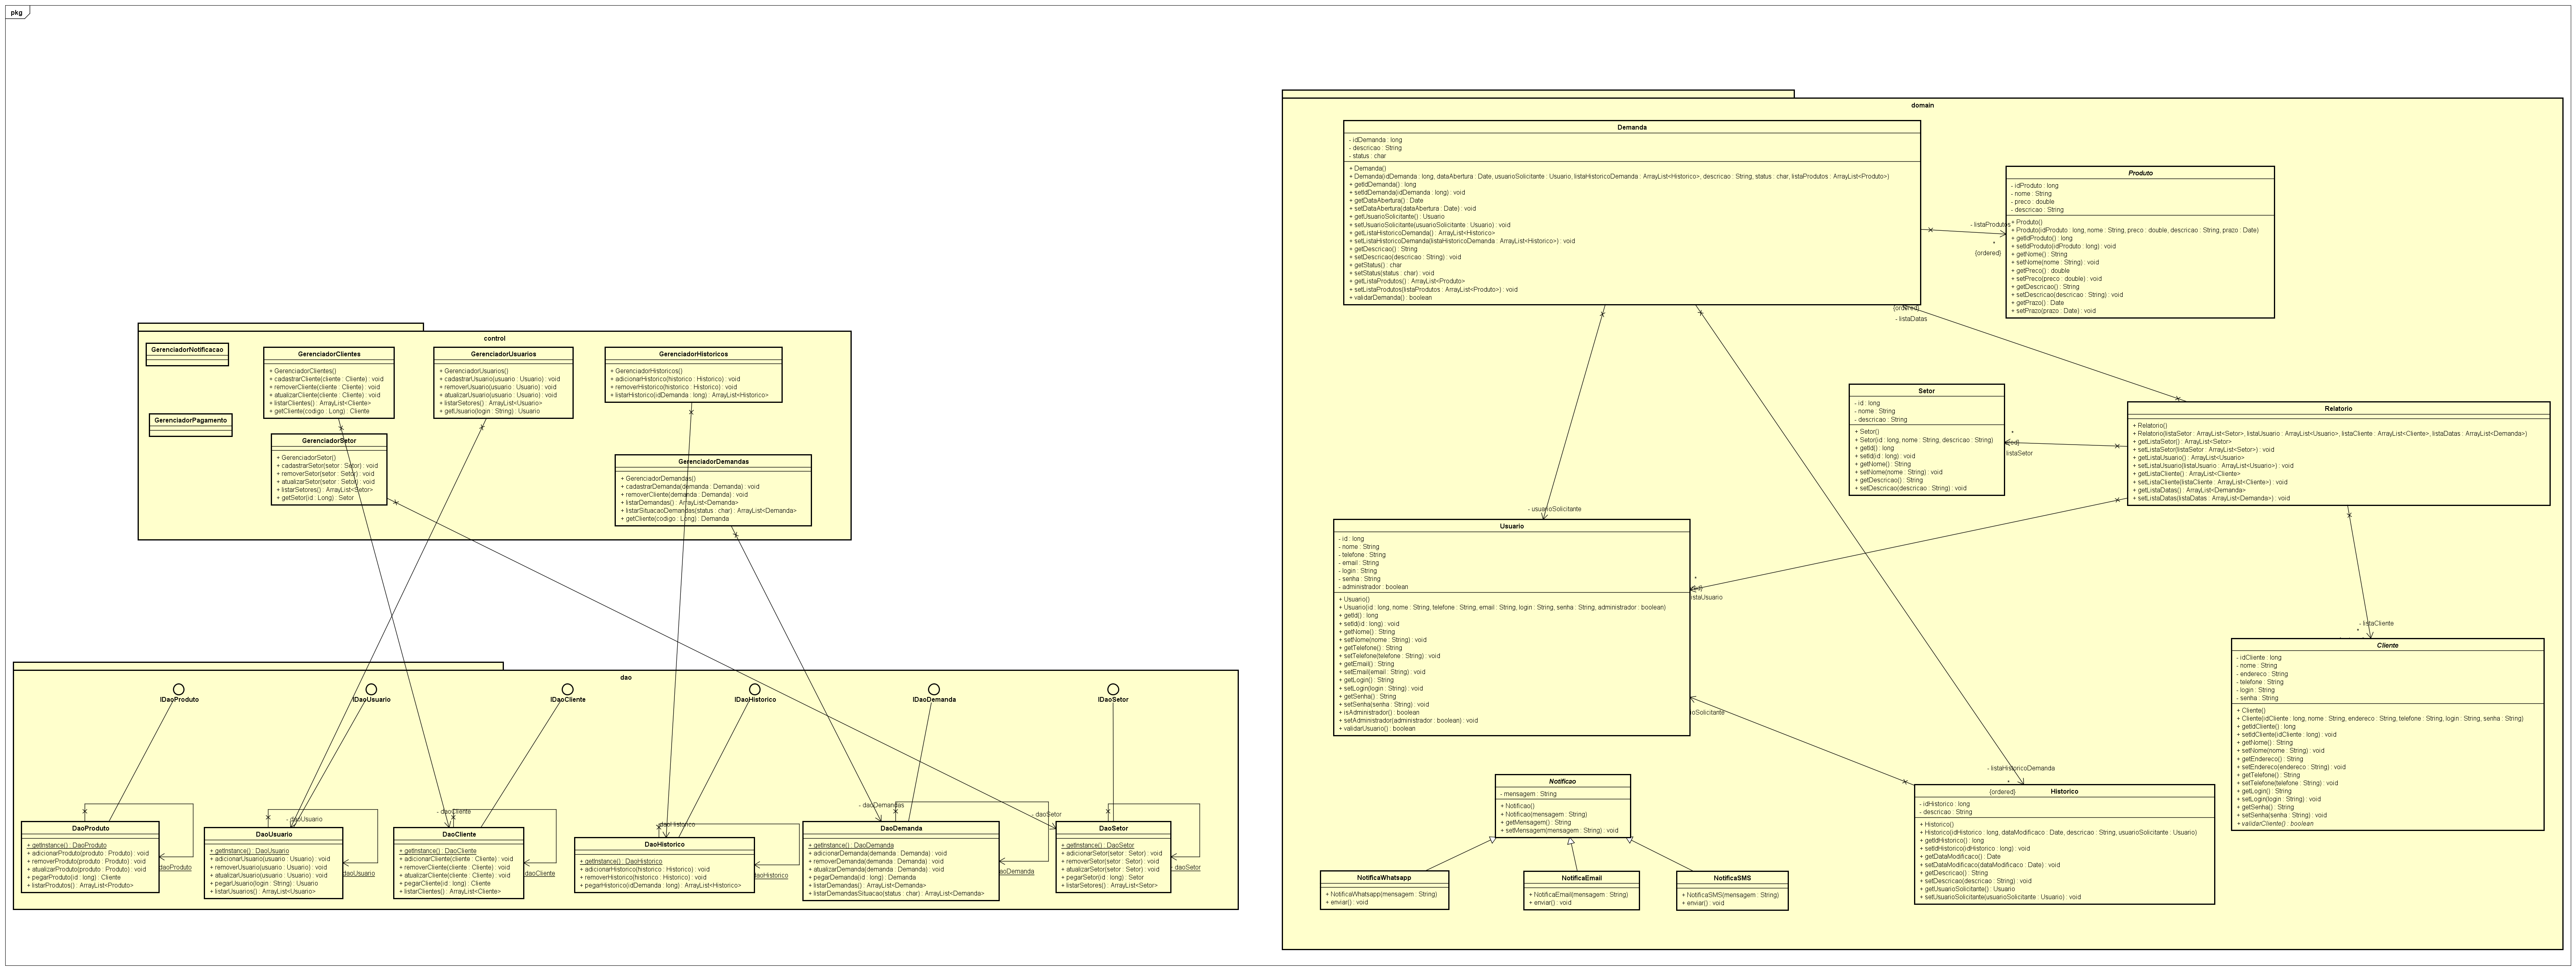 pkg
control
GerenciadorNotificacao
GerenciadorPagamento
GerenciadorClientes
+ GerenciadorClientes()
+ cadastrarCliente(cliente : Cliente) : void
+ removerCliente(cliente : Cliente) : void
+ atualizarCliente(cliente : Cliente) : void
+ listarClientes() : ArrayList<Cliente>
+ getCliente(codigo : Long) : Cliente
GerenciadorUsuarios
+ GerenciadorUsuarios()
+ cadastrarUsuario(usuario : Usuario) : void
+ removerUsuario(usuario : Usuario) : void
+ atualizarUsuario(usuario : Usuario) : void
+ listarSetores() : ArrayList<Usuario>
+ getUsuario(login : String) : Usuario
GerenciadorHistoricos
+ GerenciadorHistoricos()
+ adicionarHistorico(historico : Historico) : void
+ removerHistorico(historico : Historico) : void
+ listarHistorico(idDemanda : long) : ArrayList<Historico>
GerenciadorSetor
+ GerenciadorSetor()
+ cadastrarSetor(setor : Setor) : void
+ removerSetor(setor : Setor) : void
+ atualizarSetor(setor : Setor) : void
+ listarSetores() : ArrayList<Setor>
+ getSetor(id : Long) : Setor
GerenciadorDemandas
+ GerenciadorDemandas()
+ cadastrarDemanda(demanda : Demanda) : void
+ removerCliente(demanda : Demanda) : void
+ listarDemandas() : ArrayList<Demanda>
+ listarSituacaoDemandas(status : char) : ArrayList<Demanda>
+ getCliente(codigo : Long) : Demanda
dao
IDaoProduto
IDaoUsuario
IDaoCliente
IDaoHistorico
IDaoDemanda
IDaoSetor
DaoProduto
+ getInstance() : DaoProduto
+ adicionarProduto(produto : Produto) : void
+ removerProduto(produto : Produto) : void
+ atualizarProduto(produto : Produto) : void
+ pegarProduto(id : long) : Cliente
+ listarProdutos() : ArrayList<Produto>
daoProduto
- daoUsuario
DaoUsuario
+ getInstance() : DaoUsuario
+ adicionarUsuario(usuario : Usuario) : void
+ removerUsuario(usuario : Usuario) : void
+ atualizarUsuario(usuario : Usuario) : void
+ pegarUsuario(login : String) : Usuario
+ listarUsuarios() : ArrayList<Usuario>
daoUsuario
- daoCliente
DaoCliente
+ getInstance() : DaoCliente
+ adicionarCliente(cliente : Cliente) : void
+ removerCliente(cliente : Cliente) : void
+ atualizarCliente(cliente : Cliente) : void
+ pegarCliente(id : long) : Cliente
+ listarClientes() : ArrayList<Cliente>
daoCliente
DaoHistorico
+ getInstance() : DaoHistorico
+ adicionarHistorico(historico : Historico) : void
+ removerHistorico(historico : Historico) : void
+ pegarHistorico(idDemanda : long) : ArrayList<Historico>
daoHistorico
- daoDemandas
DaoDemanda
+ getInstance() : DaoDemanda
+ adicionarDemanda(demanda : Demanda) : void
+ removerDemanda(demanda : Demanda) : void
+ atualizarDemanda(demanda : Demanda) : void
+ pegarDemanda(id : long) : Demanda
+ listarDemandas() : ArrayList<Demanda>
+ listarDemandasSituacao(status : char) : ArrayList<Demanda>
aoDemanda
- daoSetor
DaoSetor
+ getInstance() : DaoSetor
+ adicionarSetor(setor : Setor) : void
+ removerSetor(setor : Setor) : void
+ atualizarSetor(setor : Setor) : void
+ pegarSetor(id : long) : Setor
+ listarSetores() : ArrayList<Setor>
- daoSetor
domain
Demanda
- idDemanda : long
- descricao : String
- status : char
+ Demanda()
+ Demanda(idDemanda : long, dataAbertura : Date, usuarioSolicitante : Usuario, listaHistoricoDemanda : ArrayList<Historico>, descricao : String, status : char, listaProdutos : ArrayList<Produto>)
+ getIdDemanda() : long
+ setIdDemanda(idDemanda : long) : void
+ getDataAbertura() : Date
+ setDataAbertura(dataAbertura : Date) : void
+ getUsuarioSolicitante() : Usuario
+ setUsuarioSolicitante(usuarioSolicitante : Usuario) : void
+ getListaHistoricoDemanda() : ArrayList<Historico>
+ setListaHistoricoDemanda(listaHistoricoDemanda : ArrayList<Historico>) : void
+ getDescricao() : String
+ setDescricao(descricao : String) : void
+ getStatus() : char
+ setStatus(status : char) : void
+ getListaProdutos() : ArrayList<Produto>
+ setListaProdutos(listaProdutos : ArrayList<Produto>) : void
+ validarDemanda() : boolean
- listaProdutos
*
{ordered}
Produto
- idProduto : long
- nome : String
- preco : double
- descricao : String
+ Produto()
+ Produto(idProduto : long, nome : String, preco : double, descricao : String, prazo : Date)
+ getIdProduto() : long
+ setIdProduto(idProduto : long) : void
+ getNome() : String
+ setNome(nome : String) : void
+ getPreco() : double
+ setPreco(preco : double) : void
+ getDescricao() : String
+ setDescricao(descricao : String) : void
+ getPrazo() : Date
+ setPrazo(prazo : Date) : void
{ordered}
- listaDatas
Setor
- id : long
- nome : String
- descricao : String
+ Setor()
+ Setor(id : long, nome : String, descricao : String)
+ getId() : long
+ setId(id : long) : void
+ getNome() : String
+ setNome(nome : String) : void
+ getDescricao() : String
+ setDescricao(descricao : String) : void
*
listaSetor
Relatorio
+ Relatorio()
+ Relatorio(listaSetor : ArrayList<Setor>, listaUsuario : ArrayList<Usuario>, listaCliente : ArrayList<Cliente>, listaDatas : ArrayList<Demanda>)
+ getListaSetor() : ArrayList<Setor>
+ setListaSetor(listaSetor : ArrayList<Setor>) : void
+ getListaUsuario() : ArrayList<Usuario>
+ setListaUsuario(listaUsuario : ArrayList<Usuario>) : void
+ getListaCliente() : ArrayList<Cliente>
+ setListaCliente(listaCliente : ArrayList<Cliente>) : void
+ getListaDatas() : ArrayList<Demanda>
+ setListaDatas(listaDatas : ArrayList<Demanda>) : void
- usuarioSolicitante
Usuario
- id : long
- nome : String
- telefone : String
- email : String
- login : String
- senha : String
- administrador : boolean
+ Usuario()
+ Usuario(id : long, nome : String, telefone : String, email : String, login : String, senha : String, administrador : boolean)
+ getId() : long
+ setId(id : long) : void
+ getNome() : String
+ setNome(nome : String) : void
+ getTelefone() : String
+ setTelefone(telefone : String) : void
+ getEmail() : String
+ setEmail(email : String) : void
+ getLogin() : String
+ setLogin(login : String) : void
+ getSenha() : String
+ setSenha(senha : String) : void
+ isAdministrador() : boolean
+ setAdministrador(administrador : boolean) : void
+ validarUsuario() : boolean
*
istaUsuario
ioSolicitante
- listaCliente
*
Cliente
- idCliente : long
- nome : String
- endereco : String
- telefone : String
- login : String
- senha : String
+ Cliente()
+ Cliente(idCliente : long, nome : String, endereco : String, telefone : String, login : String, senha : String)
+ getIdCliente() : long
+ setIdCliente(idCliente : long) : void
+ getNome() : String
+ setNome(nome : String) : void
+ getEndereco() : String
+ setEndereco(endereco : String) : void
+ getTelefone() : String
+ setTelefone(telefone : String) : void
+ getLogin() : String
+ setLogin(login : String) : void
+ getSenha() : String
+ setSenha(senha : String) : void
+ validarCliente() : boolean
- listaHistoricoDemanda
*
{ordered}
Historico
- idHistorico : long
- descricao : String
+ Historico()
+ Historico(idHistorico : long, dataModificaco : Date, descricao : String, usuarioSolicitante : Usuario)
+ getIdHistorico() : long
+ setIdHistorico(idHistorico : long) : void
+ getDataModificaco() : Date
+ setDataModificaco(dataModificaco : Date) : void
+ getDescricao() : String
+ setDescricao(descricao : String) : void
+ getUsuarioSolicitante() : Usuario
+ setUsuarioSolicitante(usuarioSolicitante : Usuario) : void
Notificao
- mensagem : String
+ Notificao()
+ Notificao(mensagem : String)
+ getMensagem() : String
+ setMensagem(mensagem : String) : void
NotificaWhatsapp
+ NotificaWhatsapp(mensagem : String)
+ enviar() : void
NotificaEmail
+ NotificaEmail(mensagem : String)
+ enviar() : void
NotificaSMS
+ NotificaSMS(mensagem : String)
+ enviar() : void